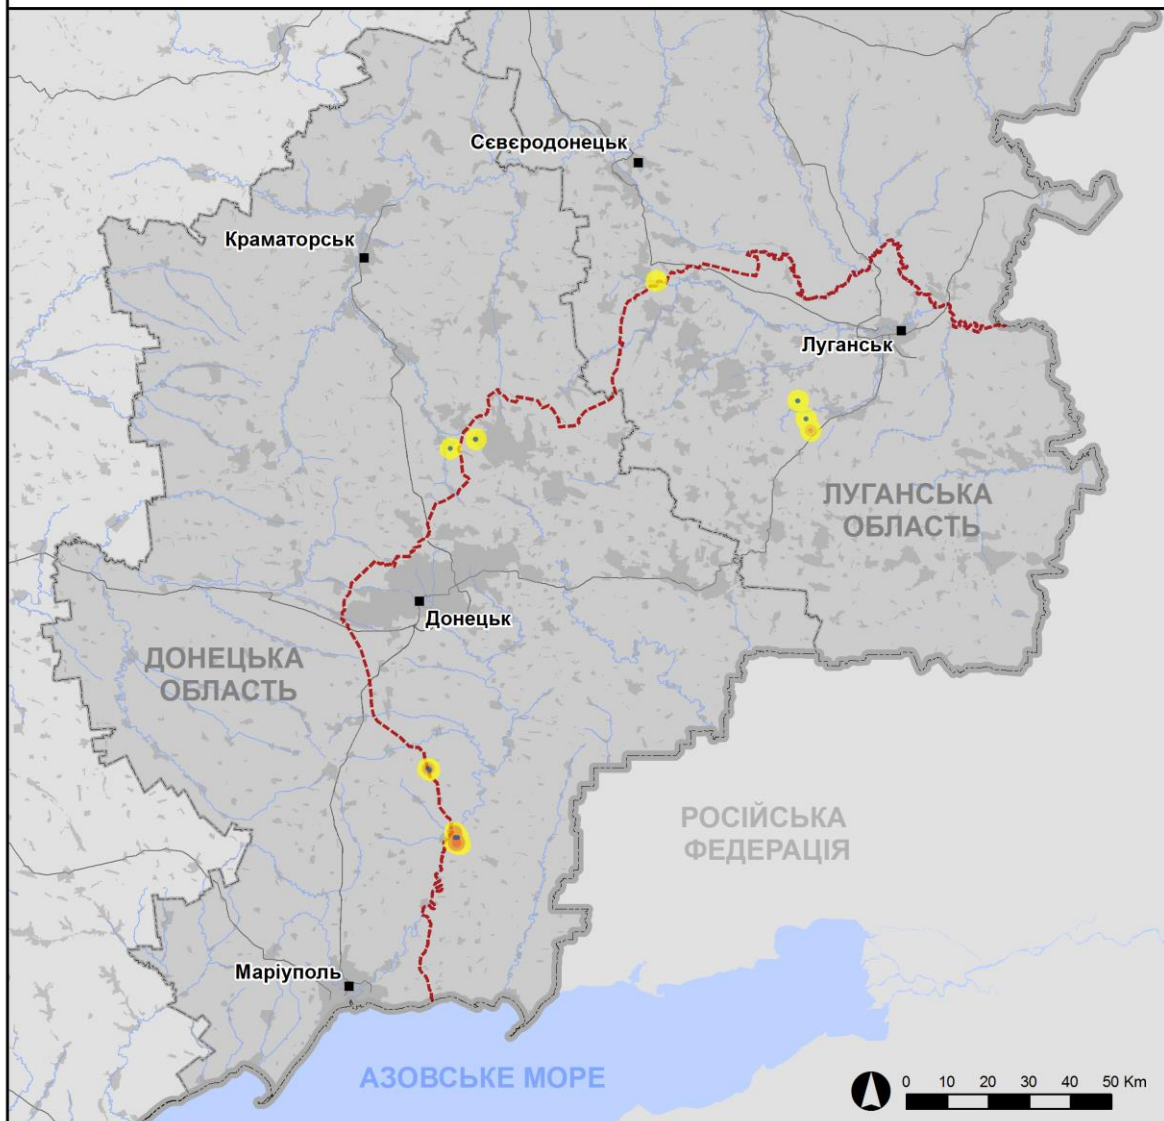 Сєвєродонецьк
Краматорськ
Луганськ
ЛУГАНСЬКА
ОБЛАСТЬ
Донецьк
ДОНЕЦЬКА
ОБЛАСТЬ
РОСІЙСЬКА
ФЕДЕРАЦІЯ
Маріуполь
АЗОВСЬКЕ МОРЕ
0 10 20 30 40 50 Km